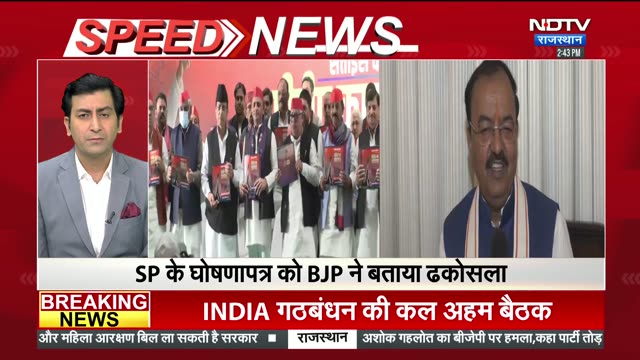 SPEED NEWS
NDTV
राजस्थान
2:43 PM
SP के घोषणापत्र को BJP ने बताया ढकोसला
BREAKING NEWS
INDIA गठबंधन की कल अहम बैठक
और महिला आरक्षण बिल ला सकती है सरकार
राजस्थान
अशोक गहलोत का बीजेपी पर हमला,कहा पार्टी तोड़